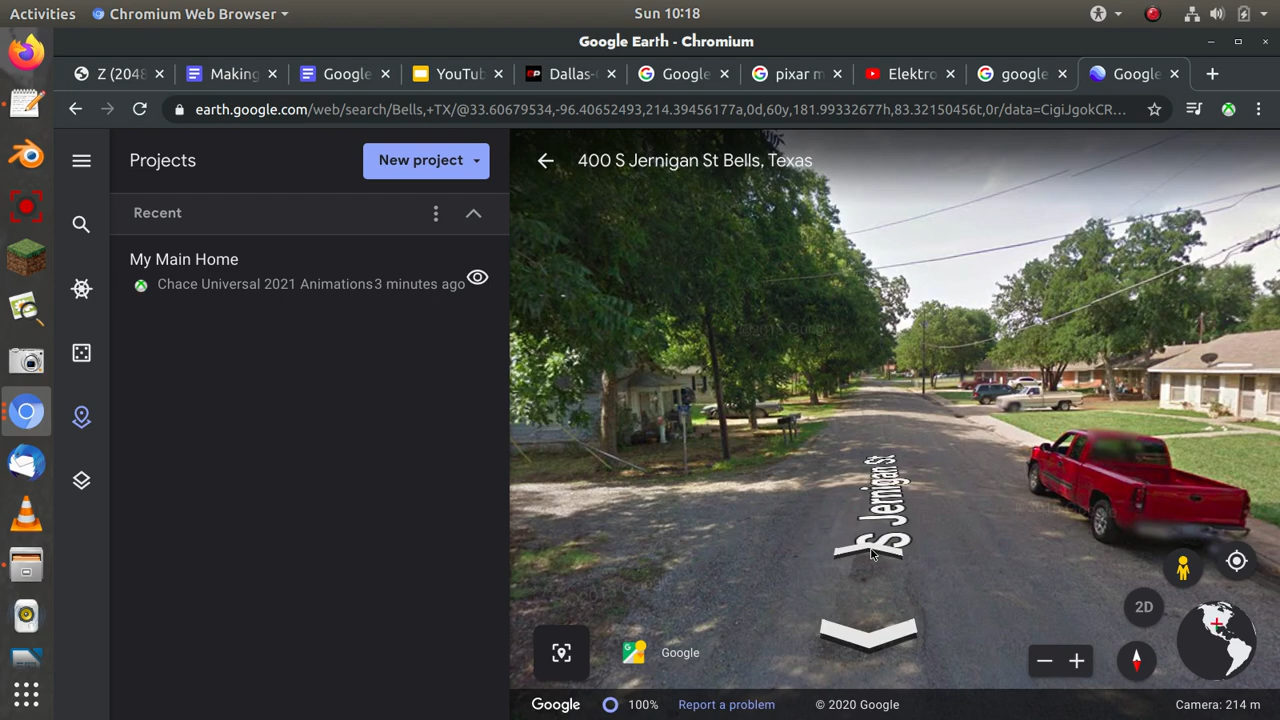 Activities Chromium Web Browser Sun 10:18
Google Earth - Chromium
Z (2048 Making Google YouTub Dallas- Google pixar m Elektro google Google
earth.google.com/web/search/Bells,+TX/@33.60679534,-96.40652493,214.39456177a,0d,60y,181.99332677h,83.32150456t,0r/data=CigiJgokCR...
Projects New project
400 S Jernigan St Bells, Texas
Recent
My Main Home
Chace Universal 2021 Animations 3 minutes ago
S Jernigan St
2D
Google
Google 100% Report a problem © 2020 Google Camera: 214 m